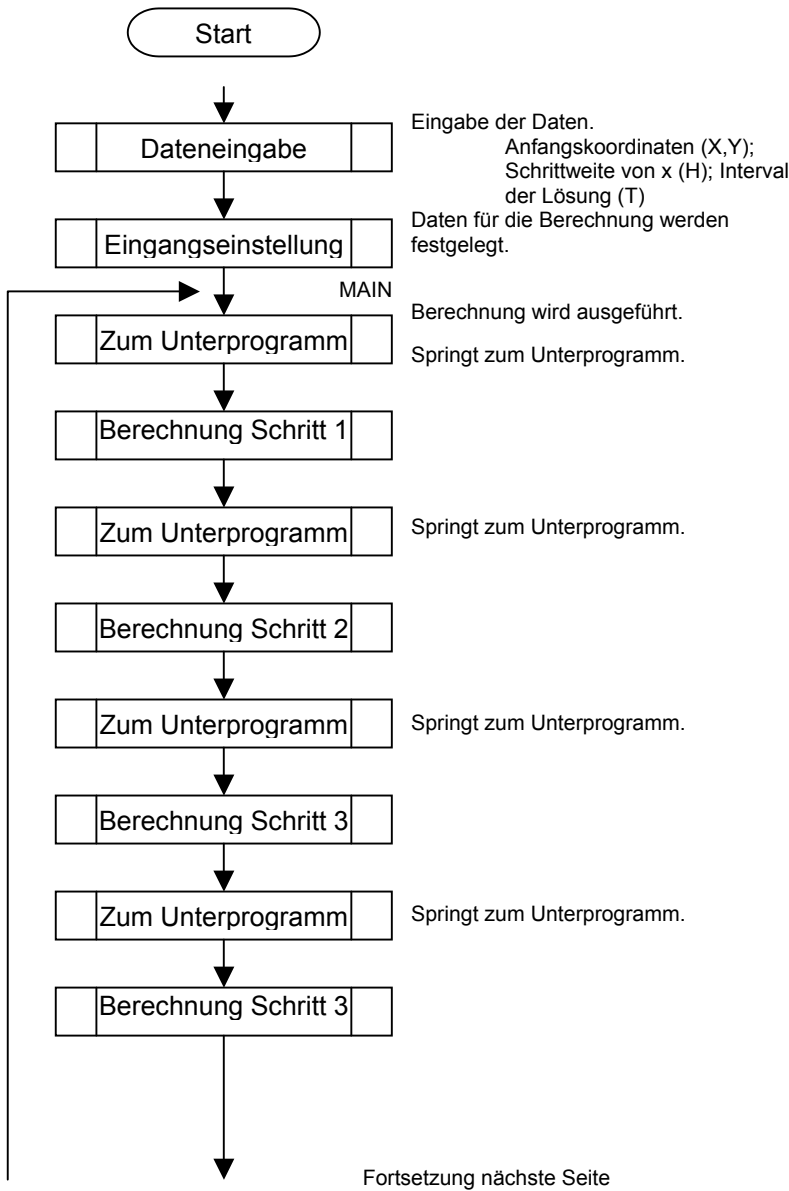 Start
Dateneingabe
Eingabe der Daten.
Anfangskoordinaten (X,Y);
Schrittweite von x (H); Interval
der Lösung (T)
Eingangseinstellung
Daten für die Berechnung werden
festgelegt.
MAIN
Zum Unterprogramm
Berechnung wird ausgeführt.
Springt zum Unterprogramm.
Berechnung Schritt 1
Zum Unterprogramm
Springt zum Unterprogramm.
Berechnung Schritt 2
Zum Unterprogramm
Springt zum Unterprogramm.
Berechnung Schritt 3
Zum Unterprogramm
Springt zum Unterprogramm.
Berechnung Schritt 3
Fortsetzung nächste Seite